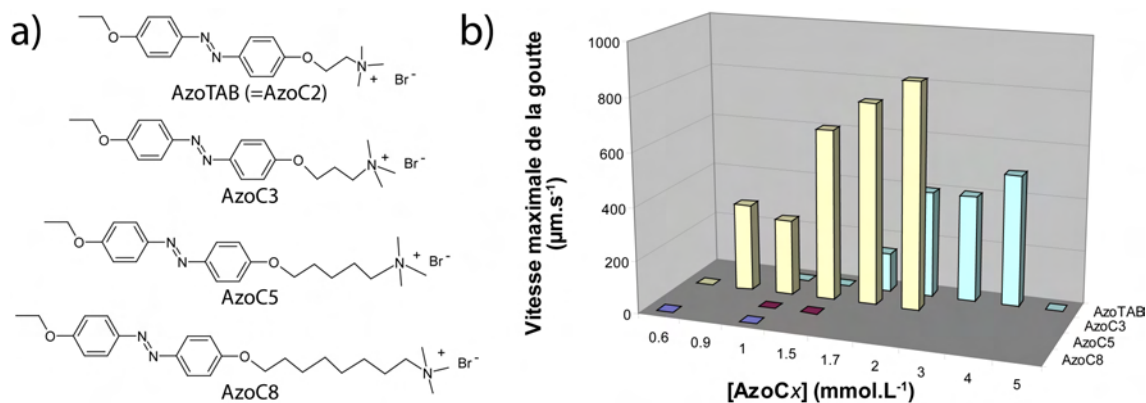 a)
O
N
N
O
N
+
Br-
AzoTAB (=AzoC2)
O
N
N
O
N
+
Br-
AzoC3
O
N
N
O
N
+
Br-
AzoC5
O
N
N
O
N
+
Br-
AzoC8
b)
Vitesse maximale de la goutte
(µm.s-1)
1000
800
600
400
200
0
0.6
0.9
1
1.5
1.7
2
3
4
5
AzoTAB
AzoC3
AzoC5
AzoC8
[AzoCx] (mmol.L-1)